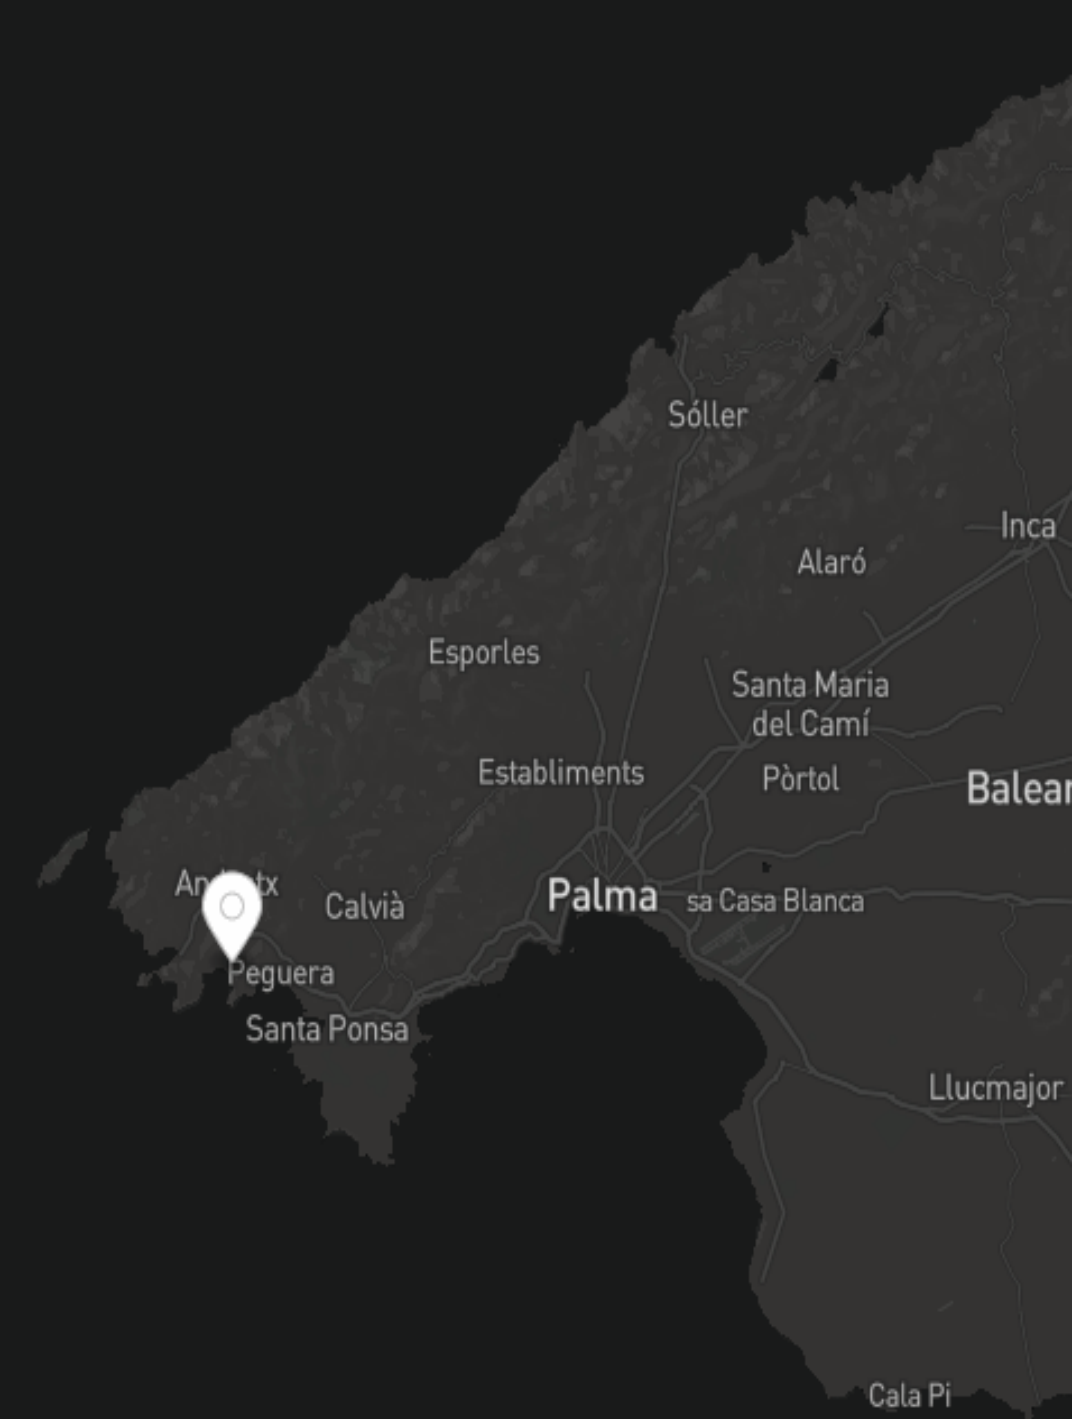 Sóller
Inca
Alaró
Esporles
Santa Maria
del Camí
Establiments
Pòrtol
Palma
sa Casa Blanca
Calvià
Peguera
Santa Ponsa
Llucmajor
Cala Pi